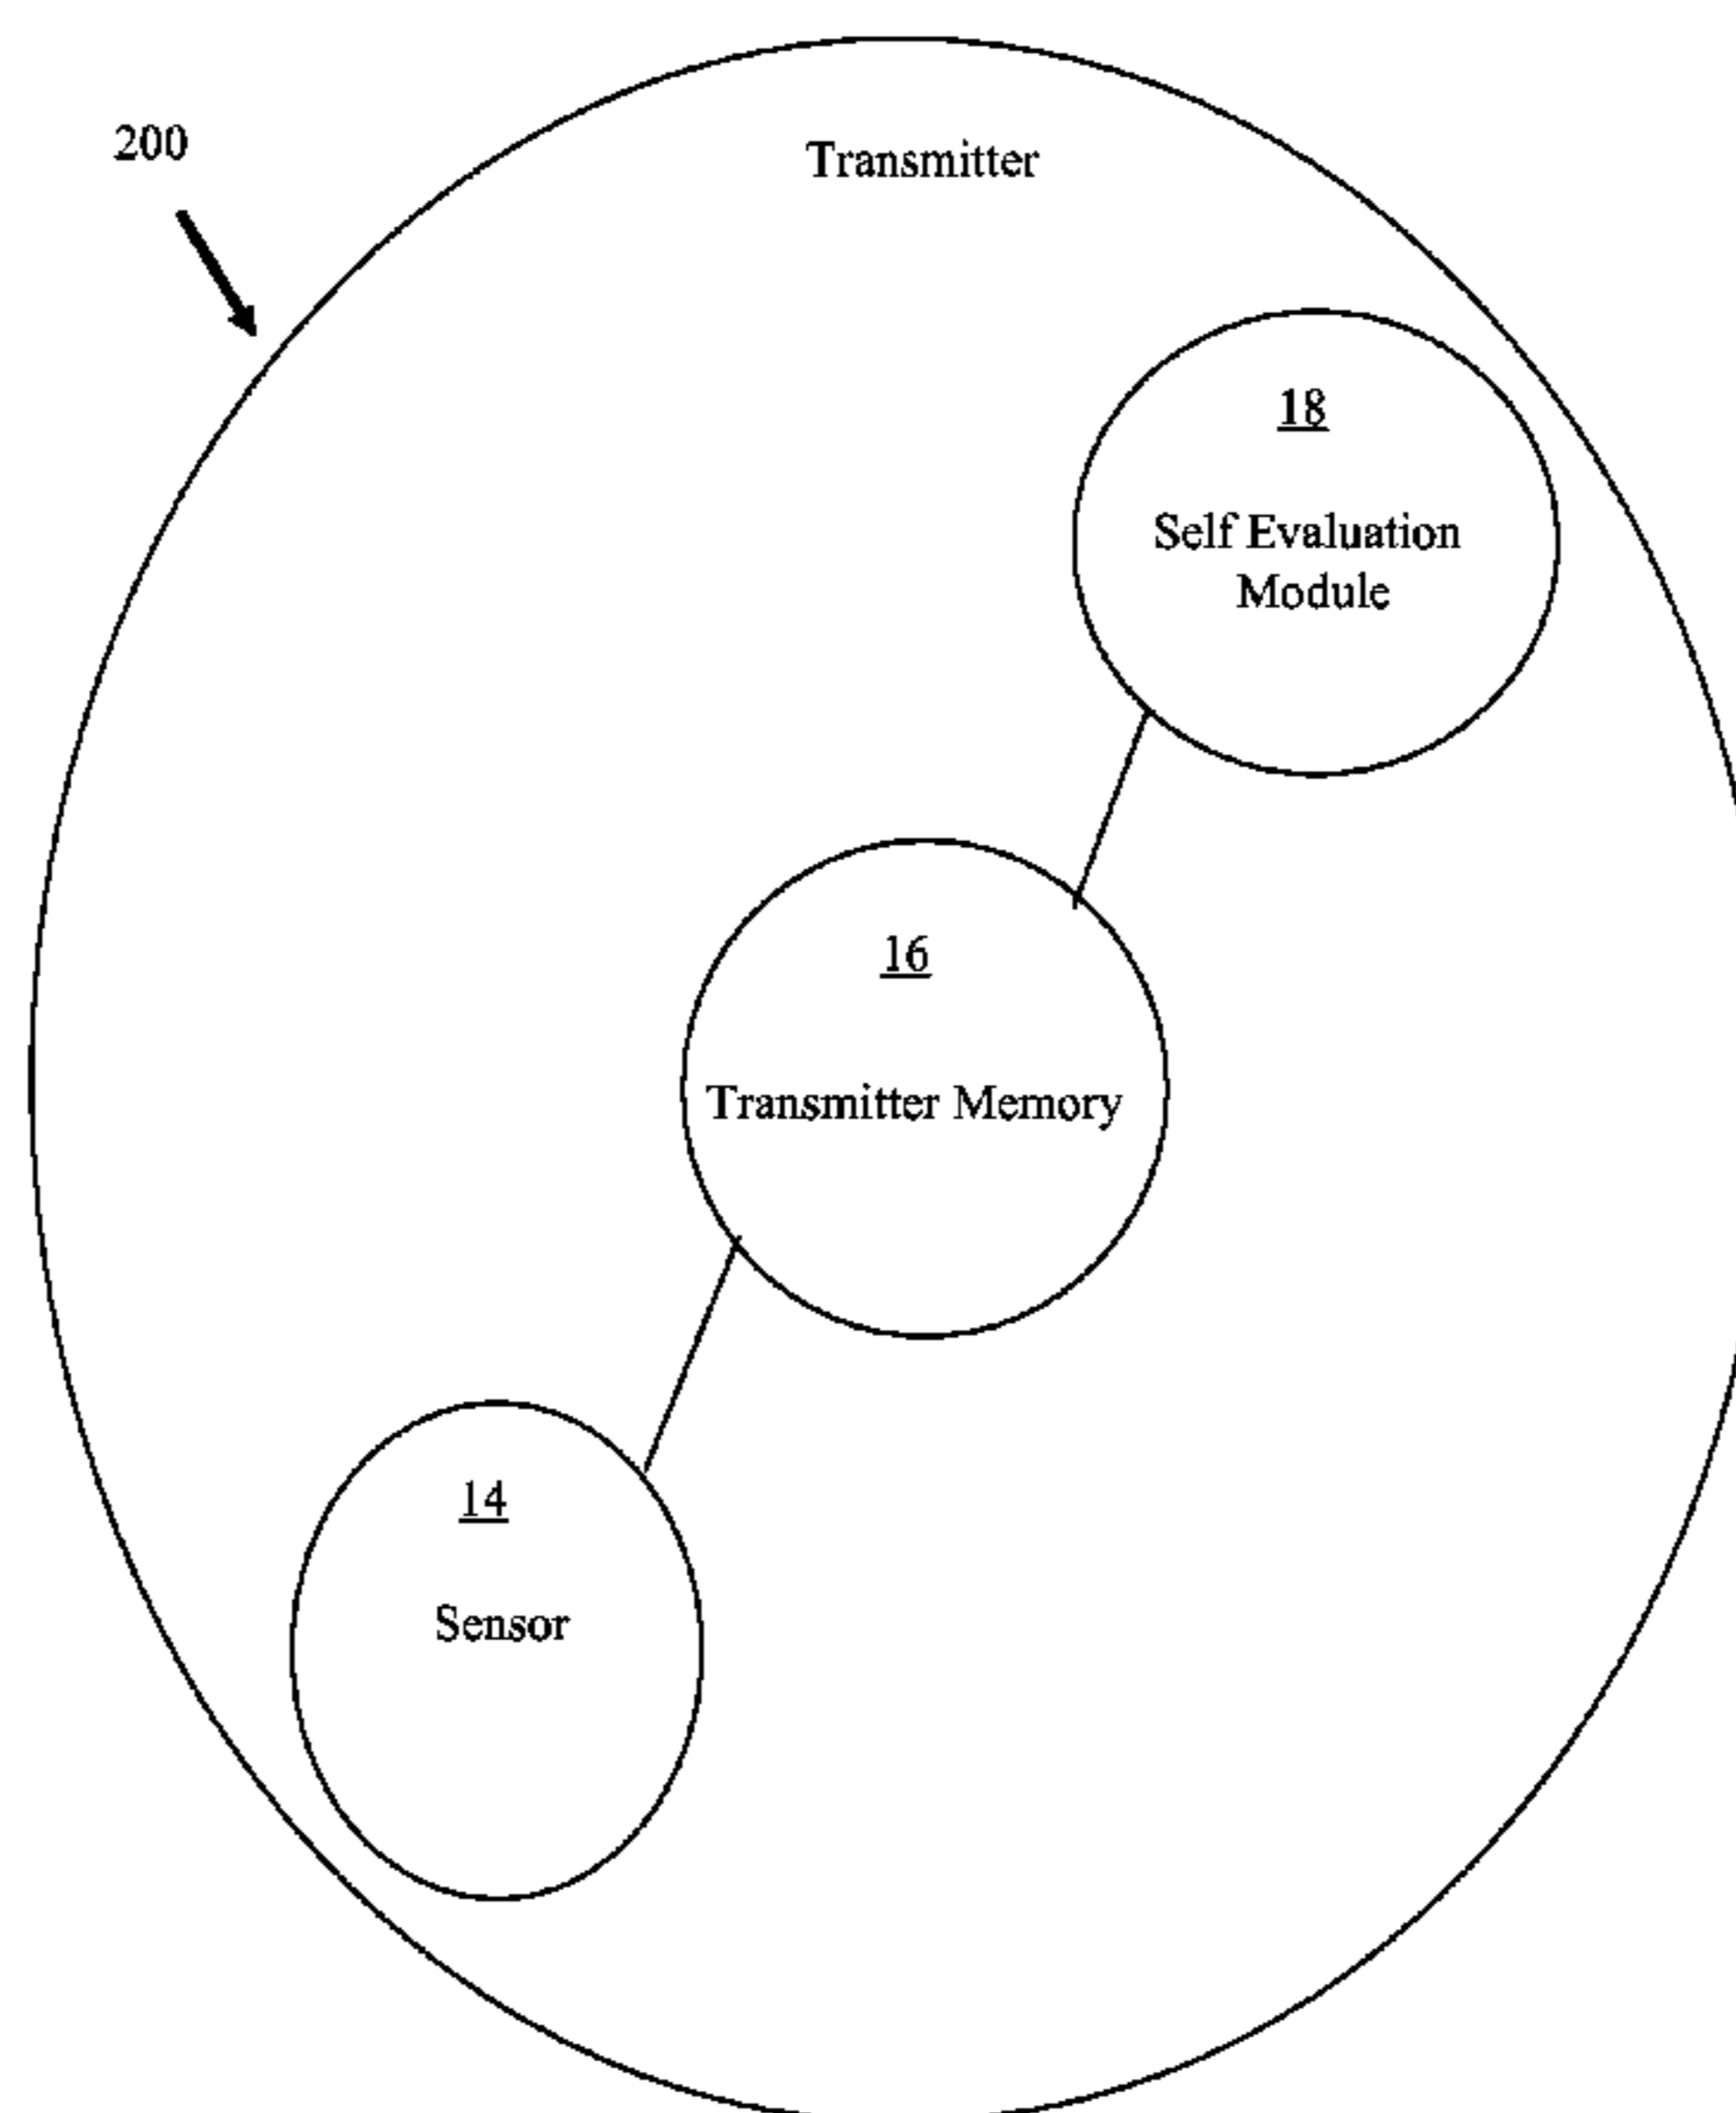 200
Transmitter
18
Self Evaluation
Module
16
Transmitter Memory
14
Sensor